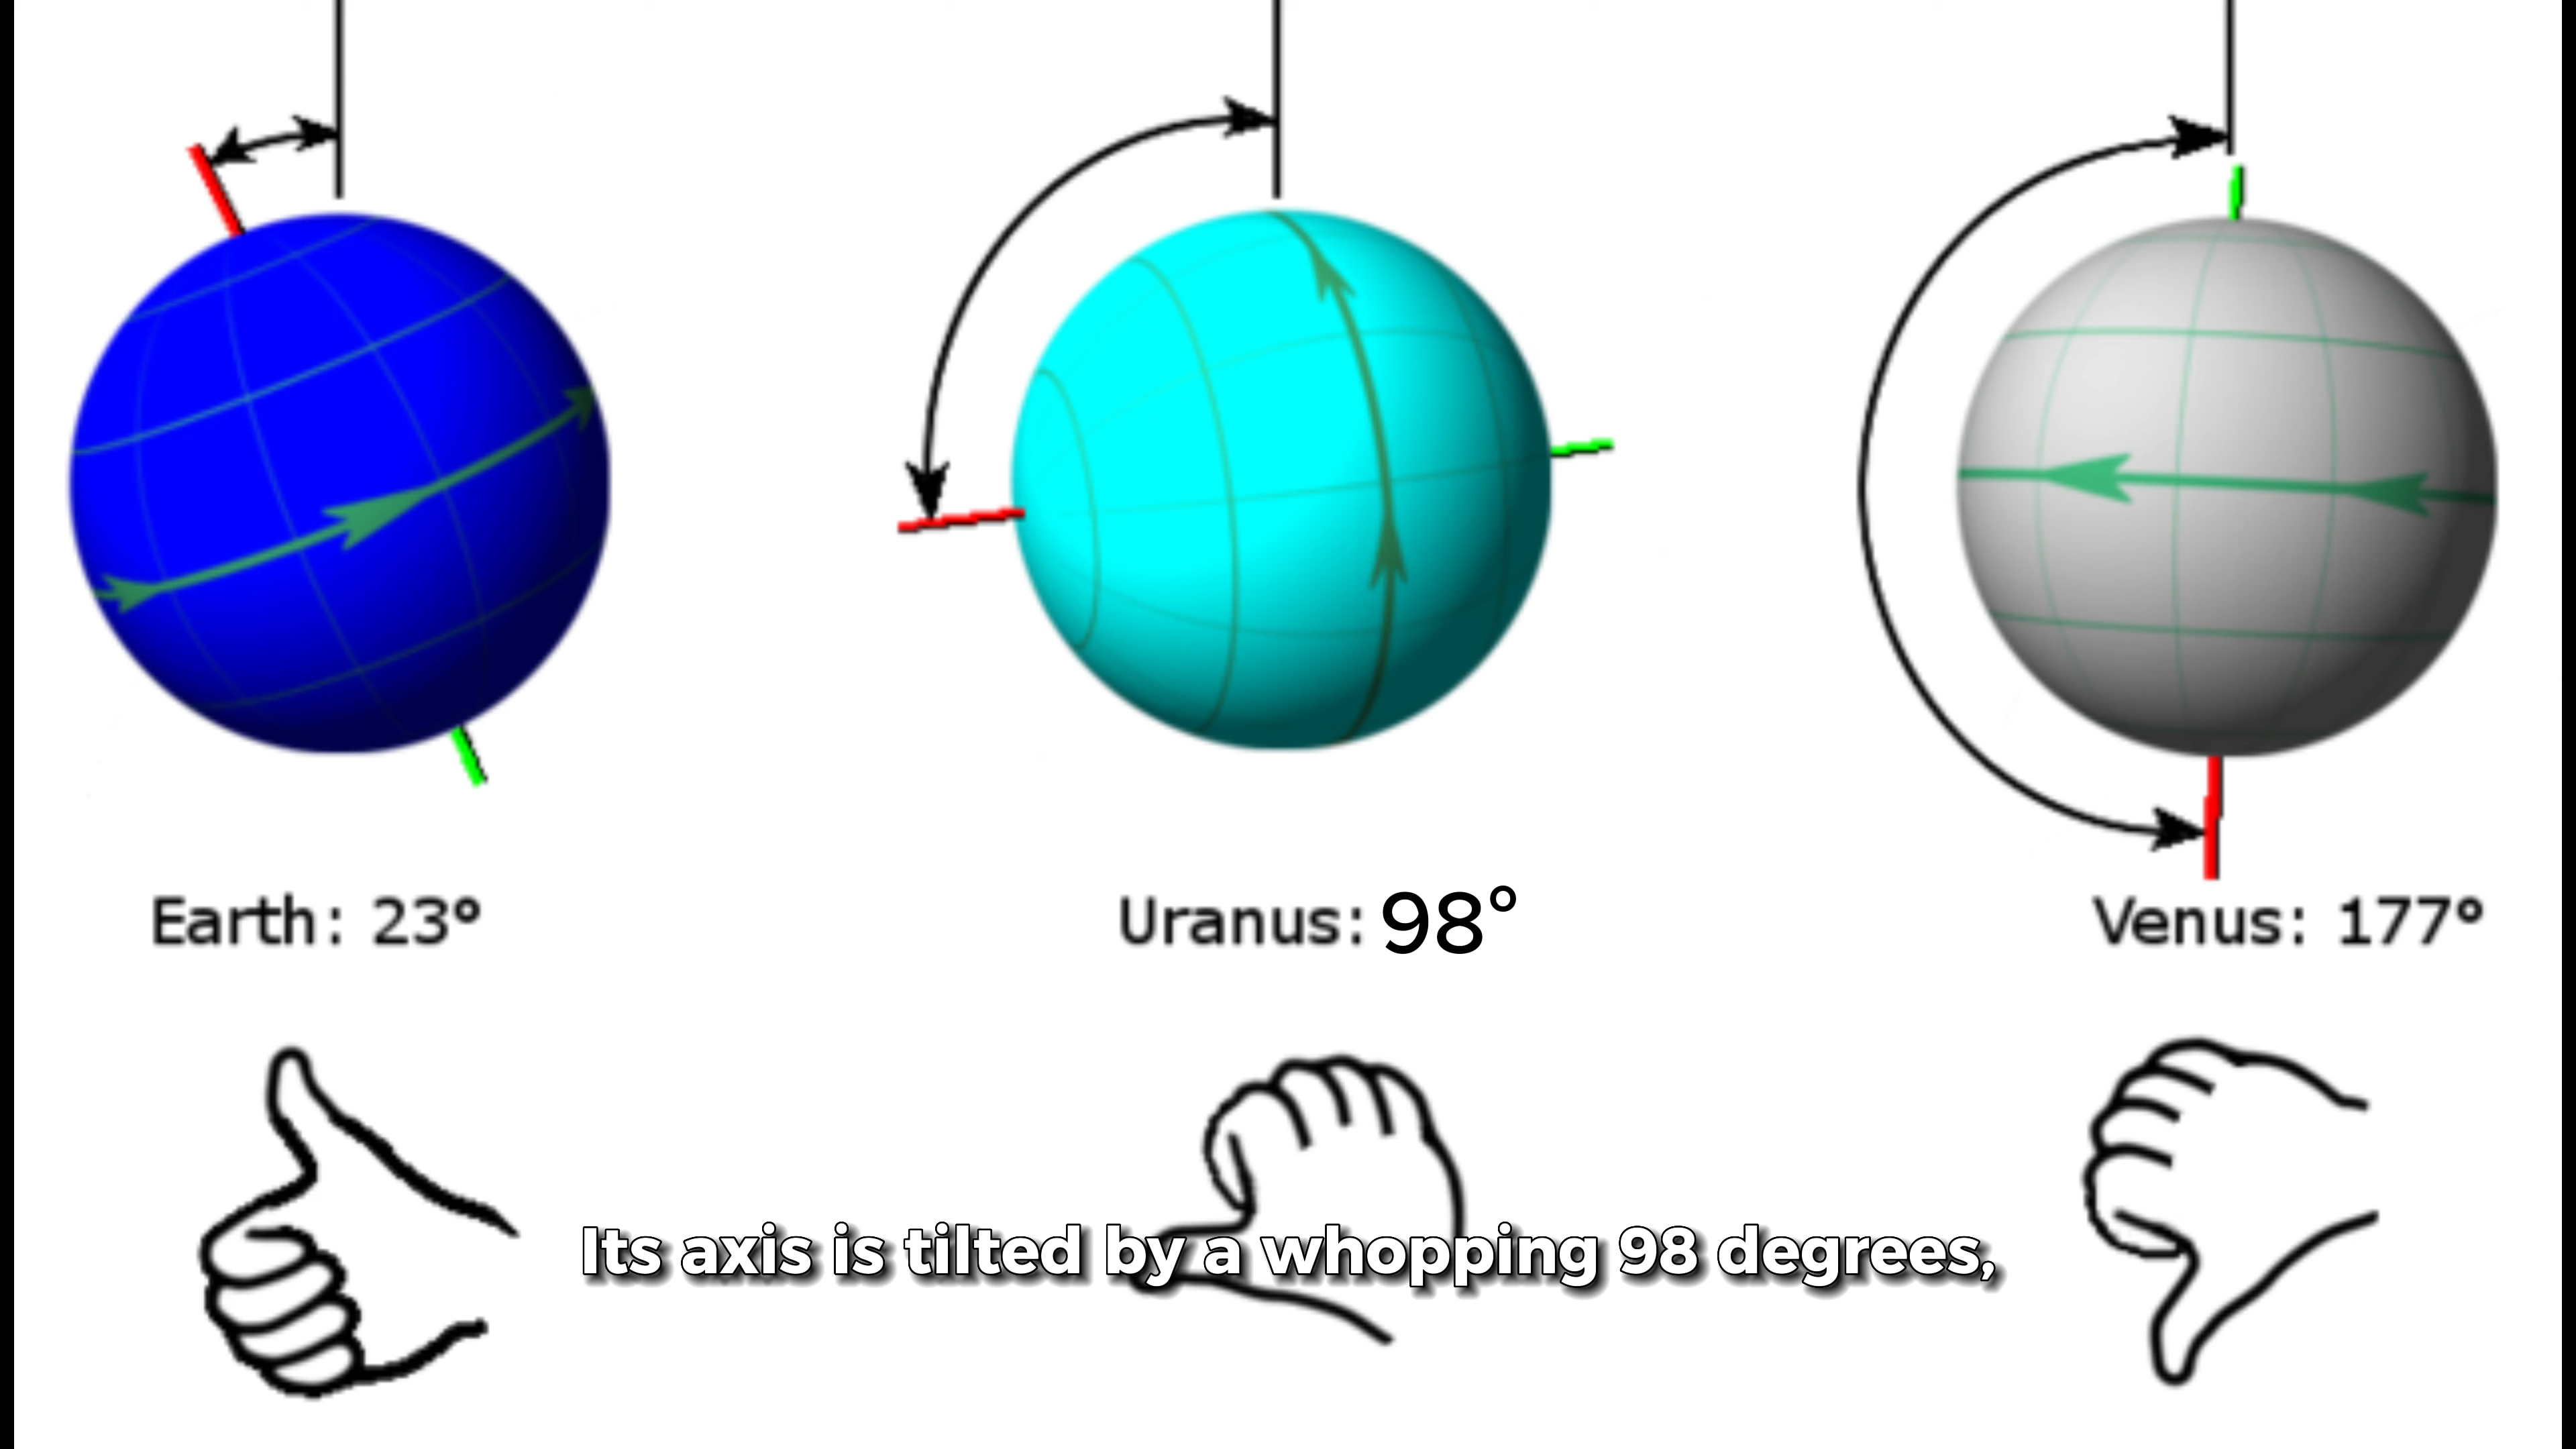 Earth: 23°
Uranus: 98°
Venus: 177°
Its axis is tilted by a whopping 98 degrees,